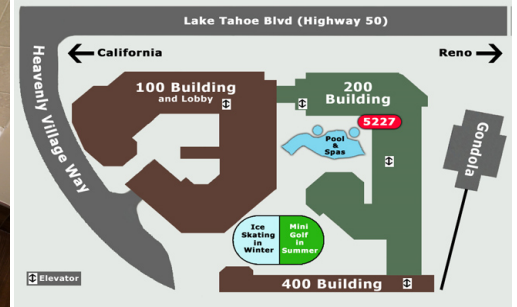 Lake Tahoe Blvd (Highway 50)
California
Reno
Heavenly Village Way
100 Building
and Lobby
200
Building
5227
Pool
&
Spas
Gondola
Ice
Skating
in
Winter
Mini
Golf
in
Summer
Elevator
400 Building